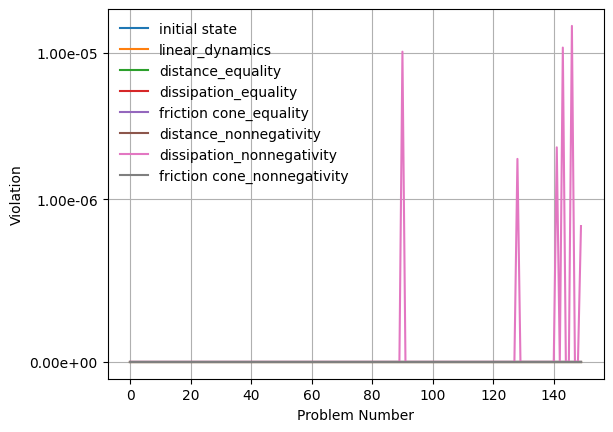 initial state
linear_dynamics
distance_equality
dissipation_equality
friction cone_equality
distance_nonnegativity
dissipation_nonnegativity
friction cone_nonnegativity
1.00e-05
1.00e-06
0.00e+00
Violation
0 20 40 60 80 100 120 140
Problem Number